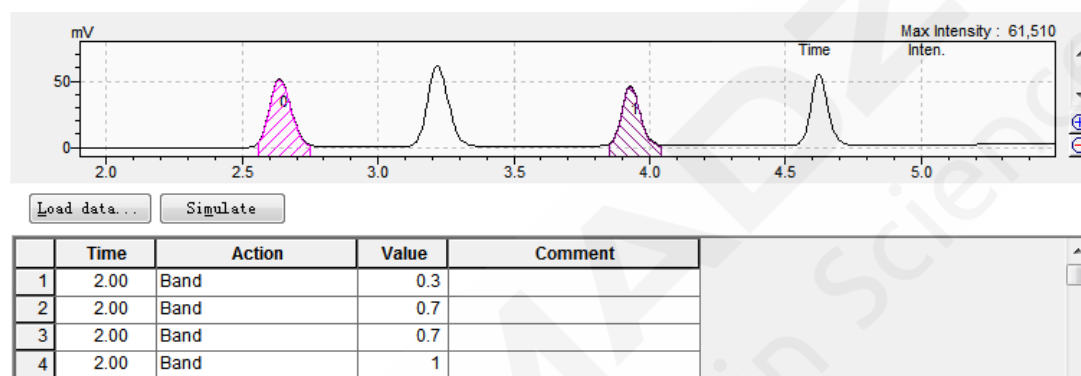 mV
Max Intensity : 61,510
Time Inten.
50
0
0
1
2.0 2.5 3.0 3.5 4.0 4.5 5.0
Load data... Simulate
Time Action Value Comment
1 2.00 Band 0.3
2 2.00 Band 0.7
3 2.00 Band 0.7
4 2.00 Band 1